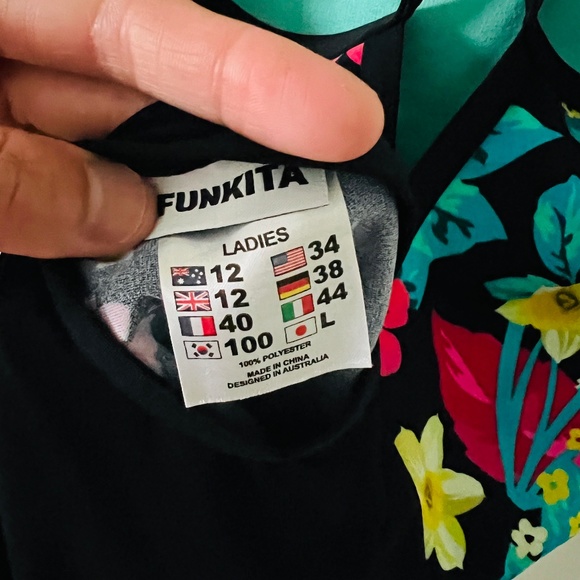 FUNKITA
LADIES
12 34
12 38
40 44
100 L
100% POLYESTER
MADE IN CHINA
DESIGNED IN AUSTRALIA